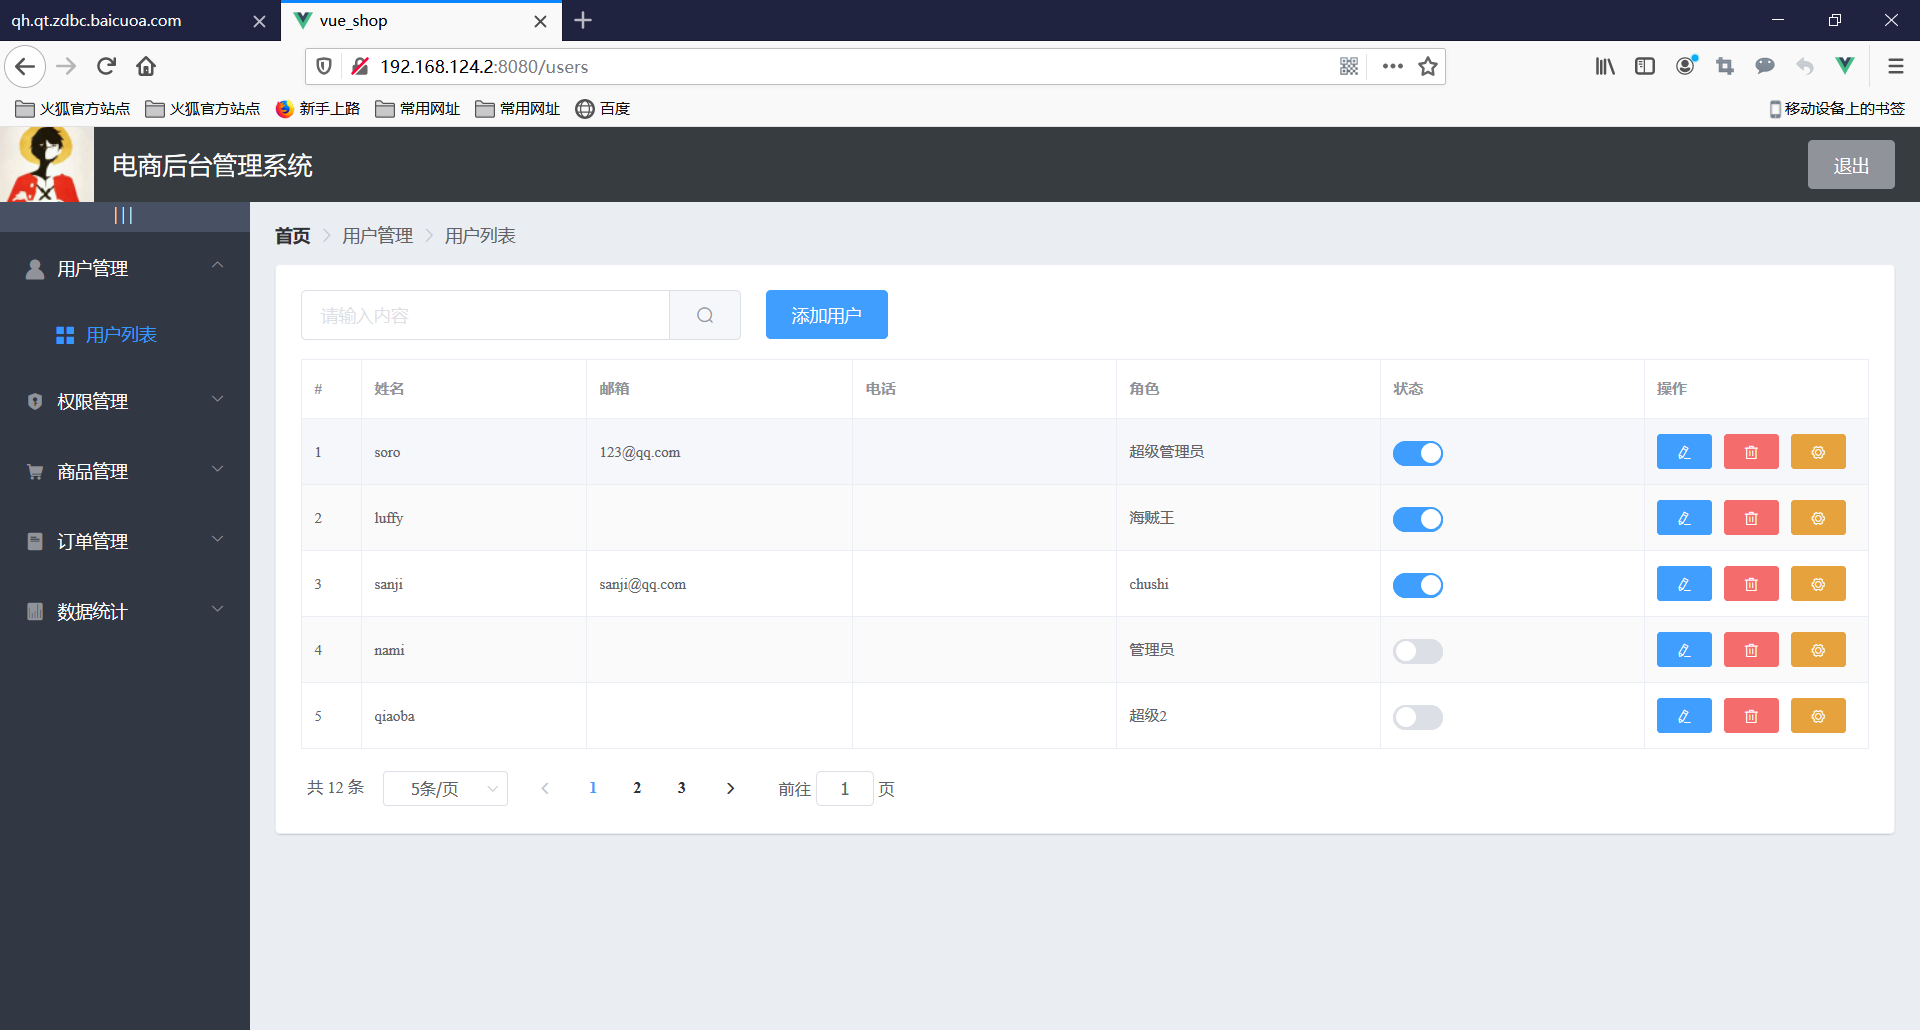 qh.qt.zdbc.baicuoa.com
vue_shop
192.168.124.2:8080/users
火狐官方站点 火狐官方站点 新手上路 常用网址 常用网址 百度 移动设备上的书签
电商后台管理系统
退出
|||
首页 用户管理 用户列表
用户管理
用户列表
权限管理
商品管理
订单管理
数据统计
请输入内容
添加用户
# 姓名 邮箱 电话 角色 状态 操作
1 soro 123@qq.com 超级管理员
2 luffy 海贼王
3 sanji sanji@qq.com chushi
4 nami 管理员
5 qiaoba 超级2
共 12 条 5条/页 1 2 3 前往 1 页